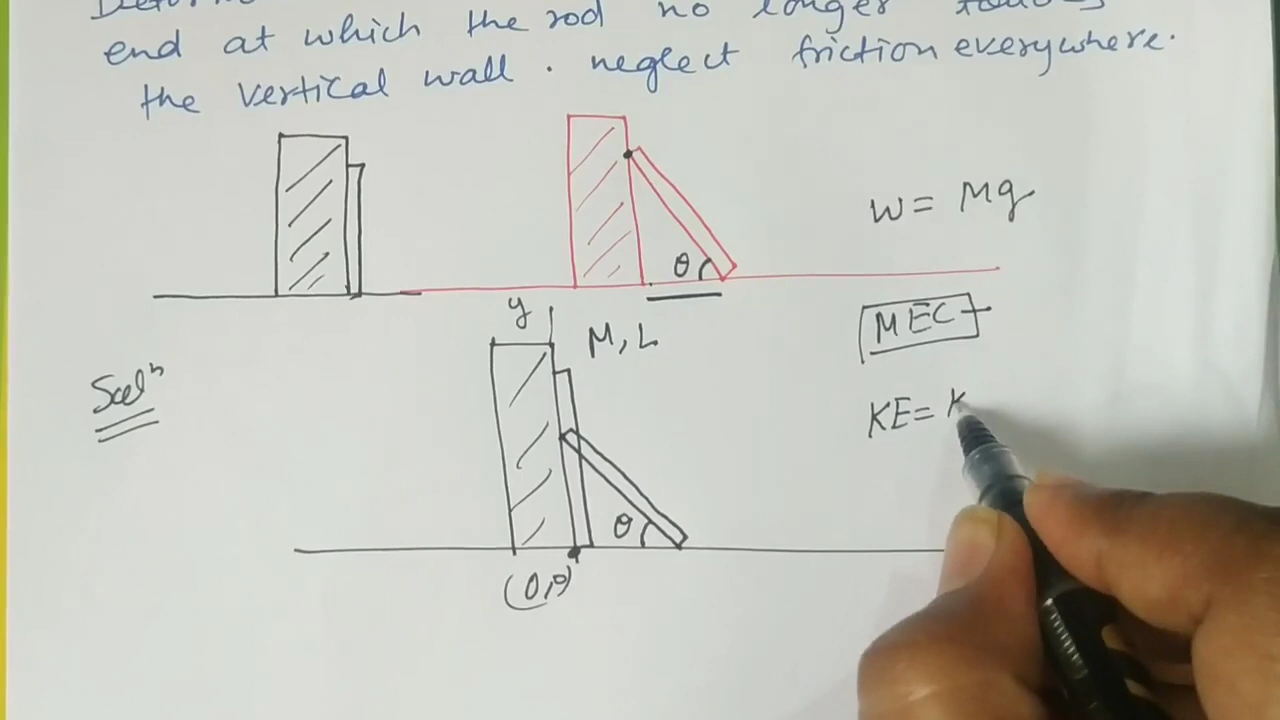 end at which the rod no longer
the vertical wall. neglect friction everywhere.
θ
W = Mg
y
M, L
MEC
Solⁿ
KE = K
θ
(0,0)